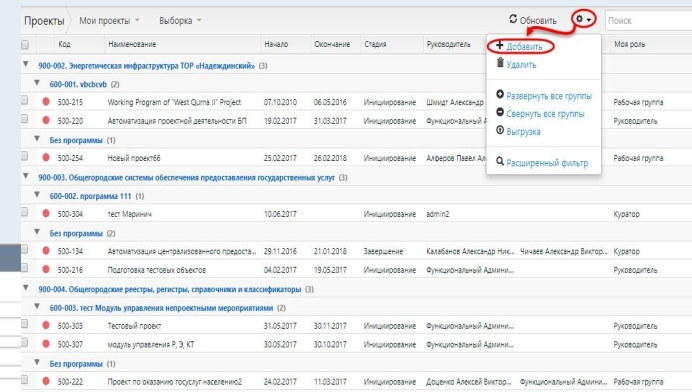 Проекты Мои проекты Выборка Обновить Поиск
Код Наименование Начало Окончание Стадия Руководитель Моя роль
Добавить
Удалить
Развернуть все группы
Свернуть все группы
Выгрузка
Расширенный фильтр
900-002. Энергетическая инфраструктура ТОР «Надеждинский» (3)
600-001. vbcbcvb (2)
500-215 Working Program of "West Qurna II" Project 07.10.2010 06.05.2016 Инициирование Шмидт Александр Рабочая группа
500-220 Автоматизация проектной деятельности БП 19.02.2017 31.03.2017 Инициирование Функциональный А Руководитель
Без программы (1)
500-254 Новый проект66 25.02.2017 26.02.2018 Инициирование Алферов Павел Ал Рабочая группа
900-003. Общегородские системы обеспечения предоставления государственных услуг (3)
600-002. программа 111 (1)
500-304 тест Маринич 10.06.2017 Инициирование admin2 Куратор
Без программы (2)
500-134 Автоматизация централизованного предоста... 29.11.2016 21.01.2018 Завершение Калабанов Александр Ник... Чичаев Александр Виктор... Куратор
500-216 Подготовка тестовых объектов 04.02.2017 19.05.2017 Инициирование Функциональный Админи... Руководитель
900-004. Общегородские реестры, регистры, справочники и классификаторы (3)
600-003. тест Модуль управления непроектными мероприятиями (2)
500-303 Тестовый проект 31.05.2017 30.11.2017 Инициирование Функциональный Админи... Руководитель
500-307 модуль управления Р, Э, КТ 30.05.2017 30.10.2017 Инициирование Функциональный Админи... Руководитель
Без программы (1)
500-222 Проект по оказанию госуслуг населению2 24.02.2017 11.03.2017 Инициирование Доценко Алексей Виктор... Функциональный Админи... Рабочая группа